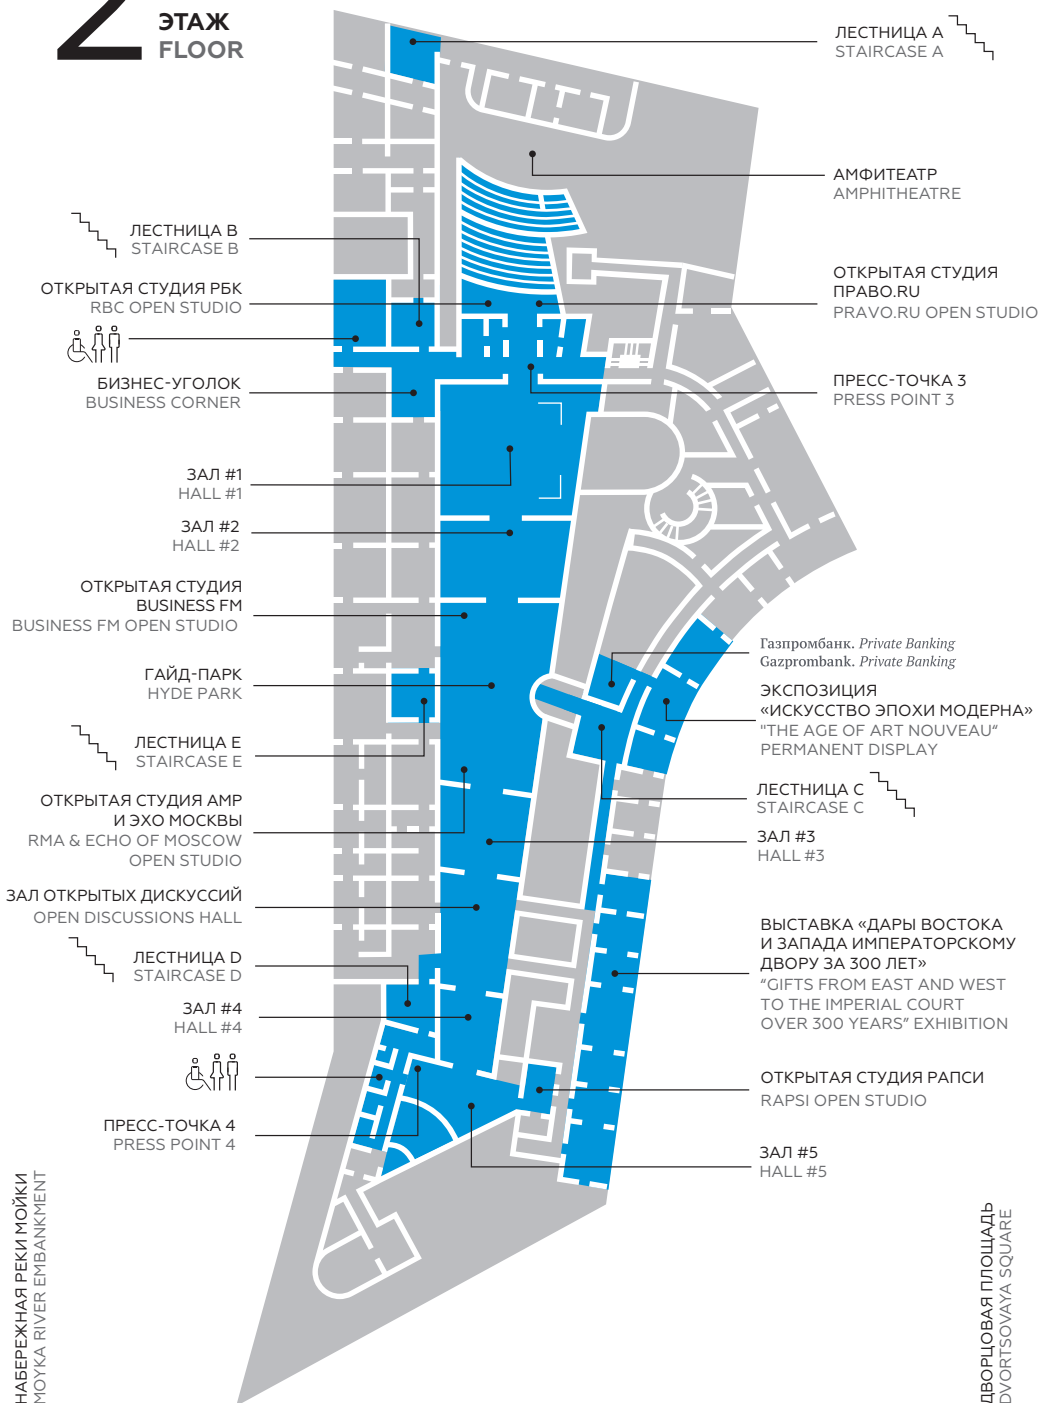 2 ЭТАЖ
FLOOR
ЛЕСТНИЦА A
STAIRCASE A
АМФИТЕАТР
AMPHITHEATRE
ЛЕСТНИЦА B
STAIRCASE B
ОТКРЫТАЯ СТУДИЯ РБК
RBC OPEN STUDIO
ОТКРЫТАЯ СТУДИЯ
ПРАВО.RU
PRAVO.RU OPEN STUDIO
БИЗНЕС-УГОЛОК
BUSINESS CORNER
ПРЕСС-ТОЧКА 3
PRESS POINT 3
ЗАЛ #1
HALL #1
ЗАЛ #2
HALL #2
ОТКРЫТАЯ СТУДИЯ
BUSINESS FM
BUSINESS FM OPEN STUDIO
Газпромбанк. Private Banking
Gazprombank. Private Banking
ГАЙД-ПАРК
HYDE PARK
ЭКСПОЗИЦИЯ
«ИСКУССТВО ЭПОХИ МОДЕРНА»
"THE AGE OF ART NOUVEAU“
PERMANENT DISPLAY
ЛЕСТНИЦА E
STAIRCASE E
ЛЕСТНИЦА C
STAIRCASE C
ОТКРЫТАЯ СТУДИЯ АМР
И ЭХО МОСКВЫ
RMA & ECHO OF MOSCOW
OPEN STUDIO
ЗАЛ #3
HALL #3
ЗАЛ ОТКРЫТЫХ ДИСКУССИЙ
OPEN DISCUSSIONS HALL
ВЫСТАВКА «ДАРЫ ВОСТОКА
И ЗАПАДА ИМПЕРАТОРСКОМУ
ДВОРУ ЗА 300 ЛЕТ»
“GIFTS FROM EAST AND WEST
TO THE IMPERIAL COURT
OVER 300 YEARS” EXHIBITION
ЛЕСТНИЦА D
STAIRCASE D
ЗАЛ #4
HALL #4
ОТКРЫТАЯ СТУДИЯ РАПСИ
RAPSI OPEN STUDIO
ПРЕСС-ТОЧКА 4
PRESS POINT 4
ЗАЛ #5
HALL #5
НАБЕРЕЖНАЯ РЕКИ МОЙКИ
MOYKA RIVER EMBANKMENT
ДВОРЦОВАЯ ПЛОЩАДЬ
DVORTSOVAYA SQUARE